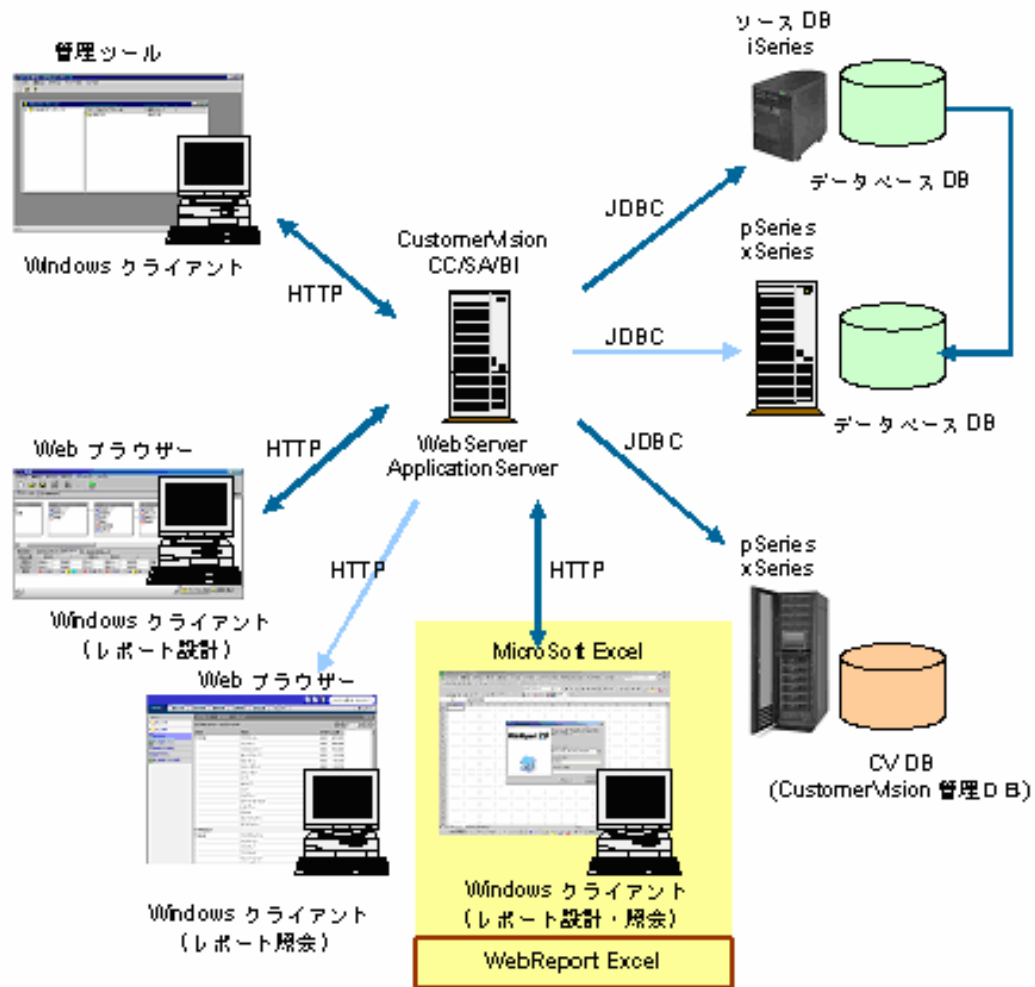 管理ツール
Windows クライアント
HTTP
CustomerVision
CC/SA/BI
Web Server
Application Server
ソース DB
iSeries
データベース DB
JDBC
pSeries
xSeries
JDBC
データベース DB
JDBC
pSeries
xSeries
CV DB
(CustomerVision 管理ＤＢ)
Web ブラウザー
HTTP
Windows クライアント
(レポート設計)
HTTP
Web ブラウザー
Windows クライアント
(レポート照会)
HTTP
MicroSoft Excel
Windows クライアント
(レポート設計・照会)
WebReport Excel